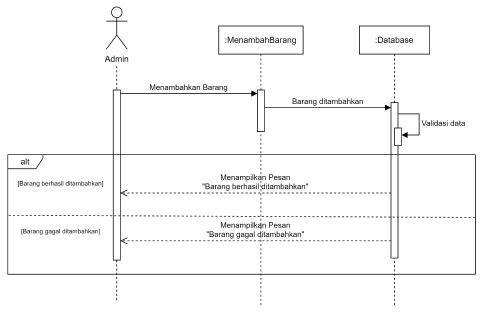 :MenambahBarang
:Database
Admin
Menambahkan Barang
Barang ditambahkan
Validasi data
alt
Menampilkan Pesan
[Barang berhasil ditambahkan]
"Barang berhasil ditambahkan"
Menampilkan Pesan
[Barang gagal ditambahkan]
"Barang gagal ditambahkan"